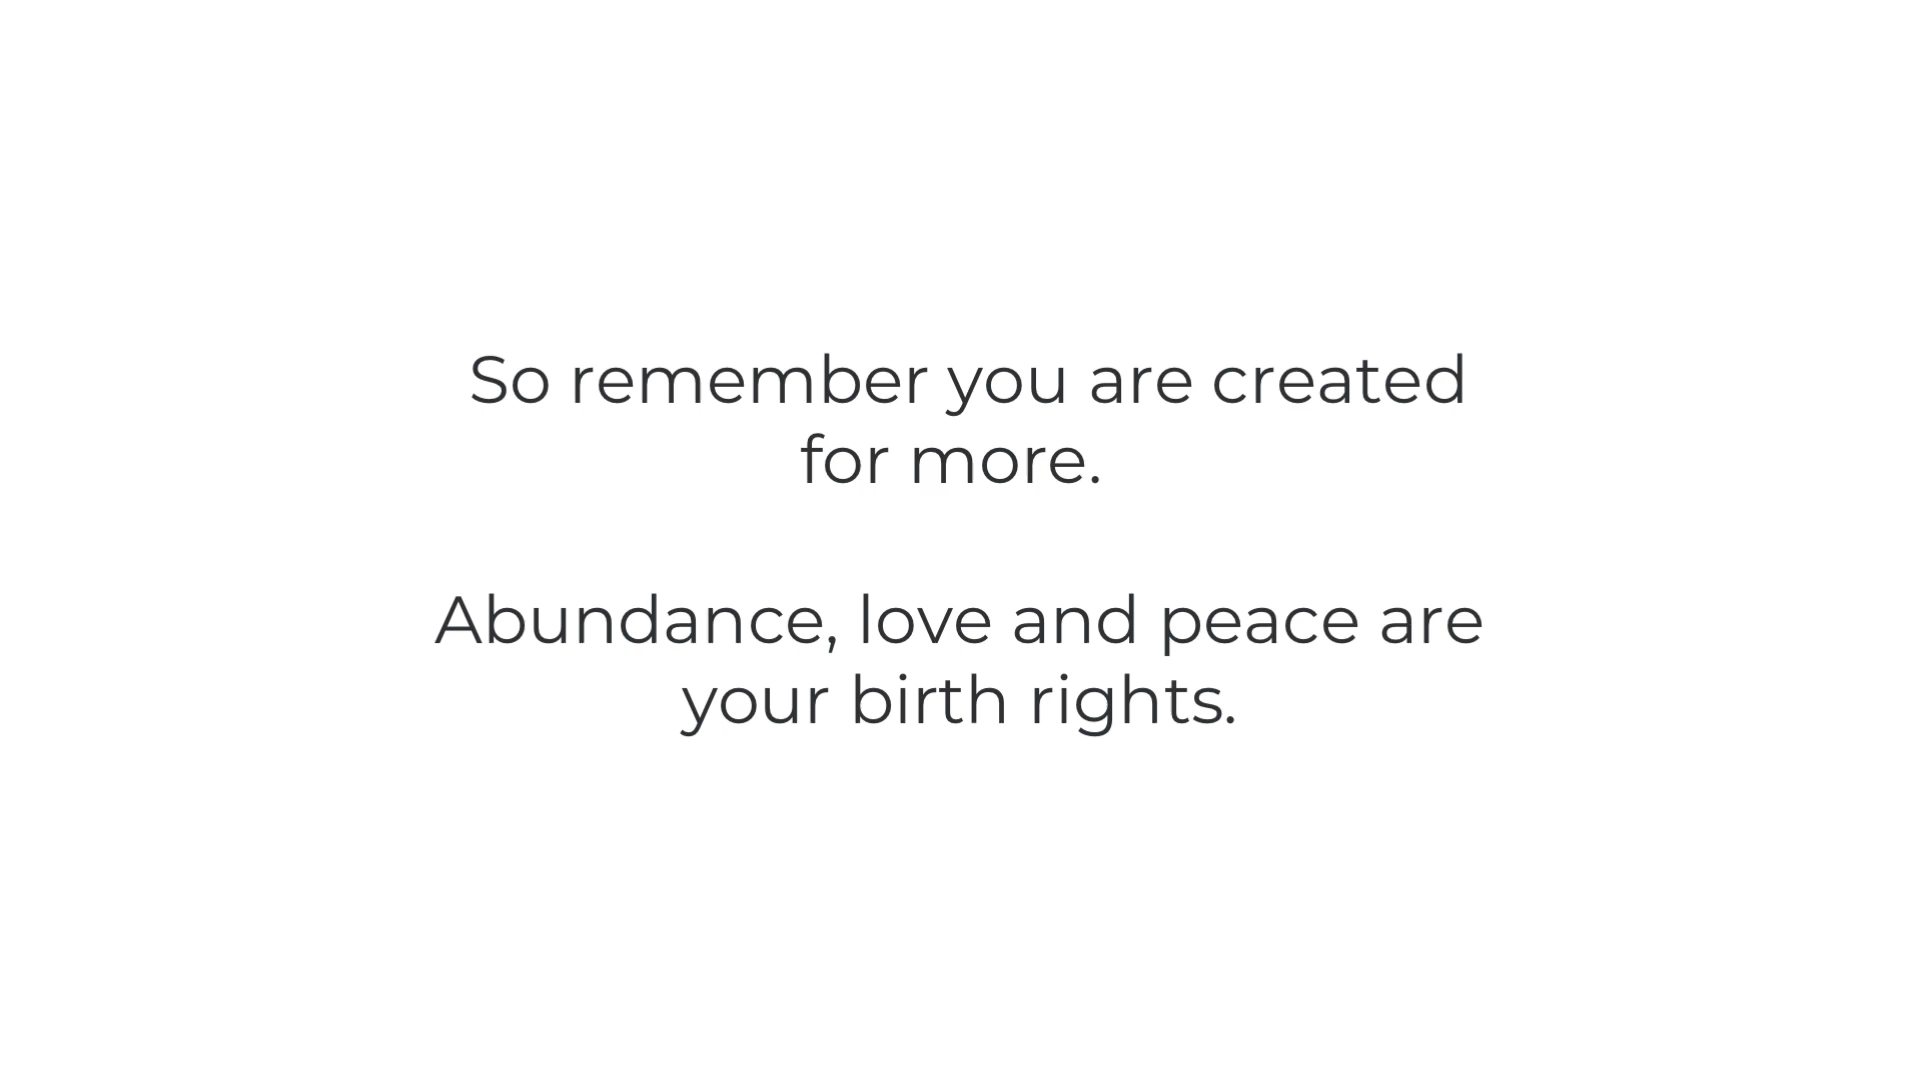 So remember you are created
for more.
Abundance, love and peace are
your birth rights.